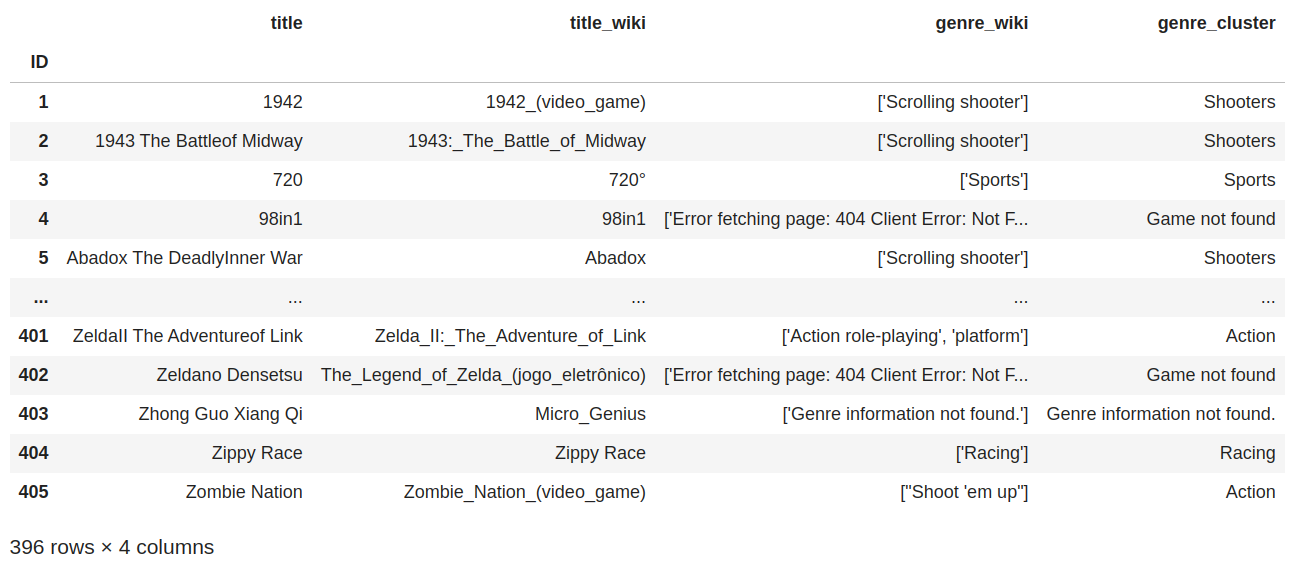 title title_wiki genre_wiki genre_cluster
ID
1 1942 1942_(video_game) ['Scrolling shooter'] Shooters
2 1943 The Battleof Midway 1943:_The_Battle_of_Midway ['Scrolling shooter'] Shooters
3 720 720° ['Sports'] Sports
4 98in1 98in1 ['Error fetching page: 404 Client Error: Not F... Game not found
5 Abadox The DeadlyInner War Abadox ['Scrolling shooter'] Shooters
... ... ... ... ...
401 ZeldaII The Adventureof Link Zelda_II:_The_Adventure_of_Link ['Action role-playing', 'platform'] Action
402 Zeldano Densetsu The_Legend_of_Zelda_(jogo_eletrônico) ['Error fetching page: 404 Client Error: Not F... Game not found
403 Zhong Guo Xiang Qi Micro_Genius ['Genre information not found.'] Genre information not found.
404 Zippy Race Zippy Race ['Racing'] Racing
405 Zombie Nation Zombie_Nation_(video_game) ["Shoot 'em up"] Action
396 rows × 4 columns